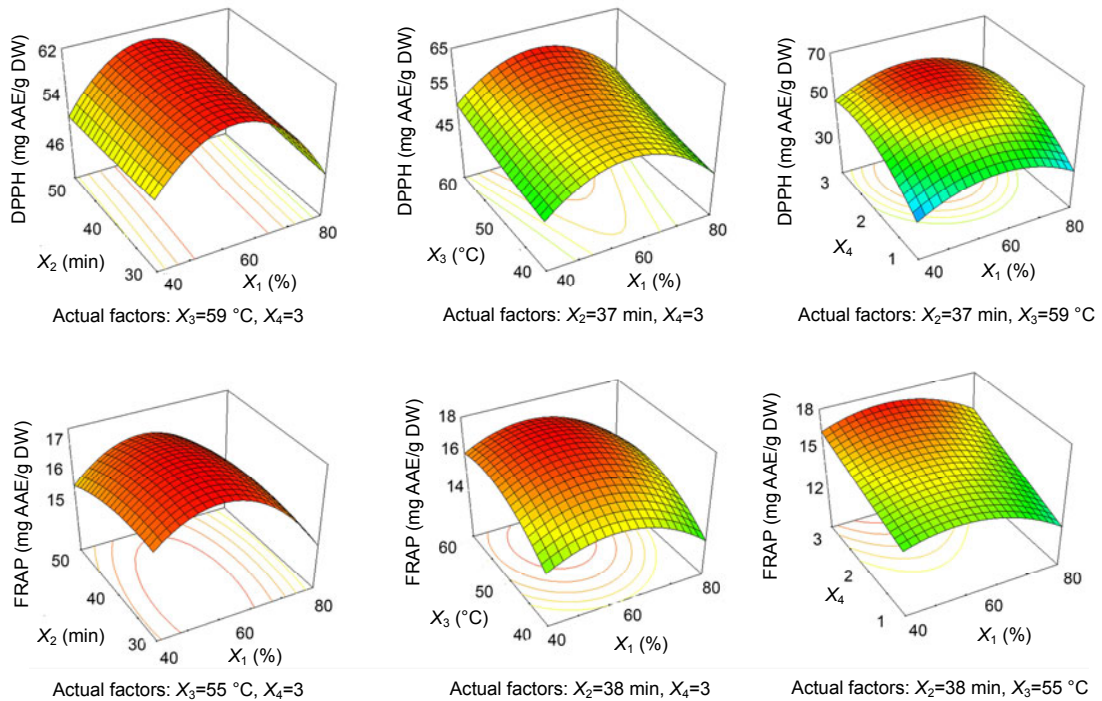 DPPH (mg AAE/g DW)
62
54
46
50
40
30
X2 (min)
40
60
80
X1 (%)
Actual factors: X3=59 °C, X4=3
DPPH (mg AAE/g DW)
65
55
45
60
50
40
X3 (°C)
40
60
80
X1 (%)
Actual factors: X2=37 min, X4=3
DPPH (mg AAE/g DW)
70
50
30
3
2
1
X4
40
60
80
X1 (%)
Actual factors: X2=37 min, X3=59 °C
FRAP (mg AAE/g DW)
17
16
15
50
40
30
X2 (min)
40
60
80
X1 (%)
Actual factors: X3=55 °C, X4=3
FRAP (mg AAE/g DW)
18
16
14
60
50
40
X3 (°C)
40
60
80
X1 (%)
Actual factors: X2=38 min, X4=3
FRAP (mg AAE/g DW)
18
15
12
3
2
1
X4
40
60
80
X1 (%)
Actual factors: X2=38 min, X3=55 °C